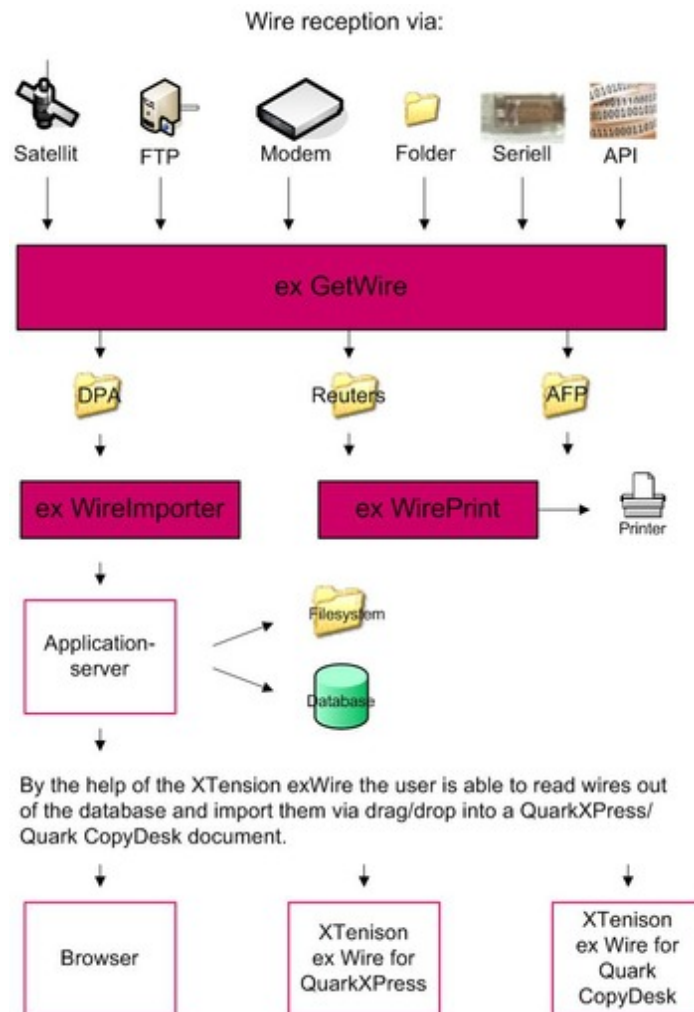 Wire reception via:
Satellit FTP Modem Folder Seriell API
ex GetWire
DPA Reuters AFP
ex WireImporter ex WirePrint Printer
Application-
server
Filesystem
Database
By the help of the XTension exWire the user is able to read wires out
of the database and import them via drag/drop into a QuarkXPress/
Quark CopyDesk document.
Browser
XTenison
ex Wire for
QuarkXPress
XTenison
ex Wire for
Quark
CopyDesk